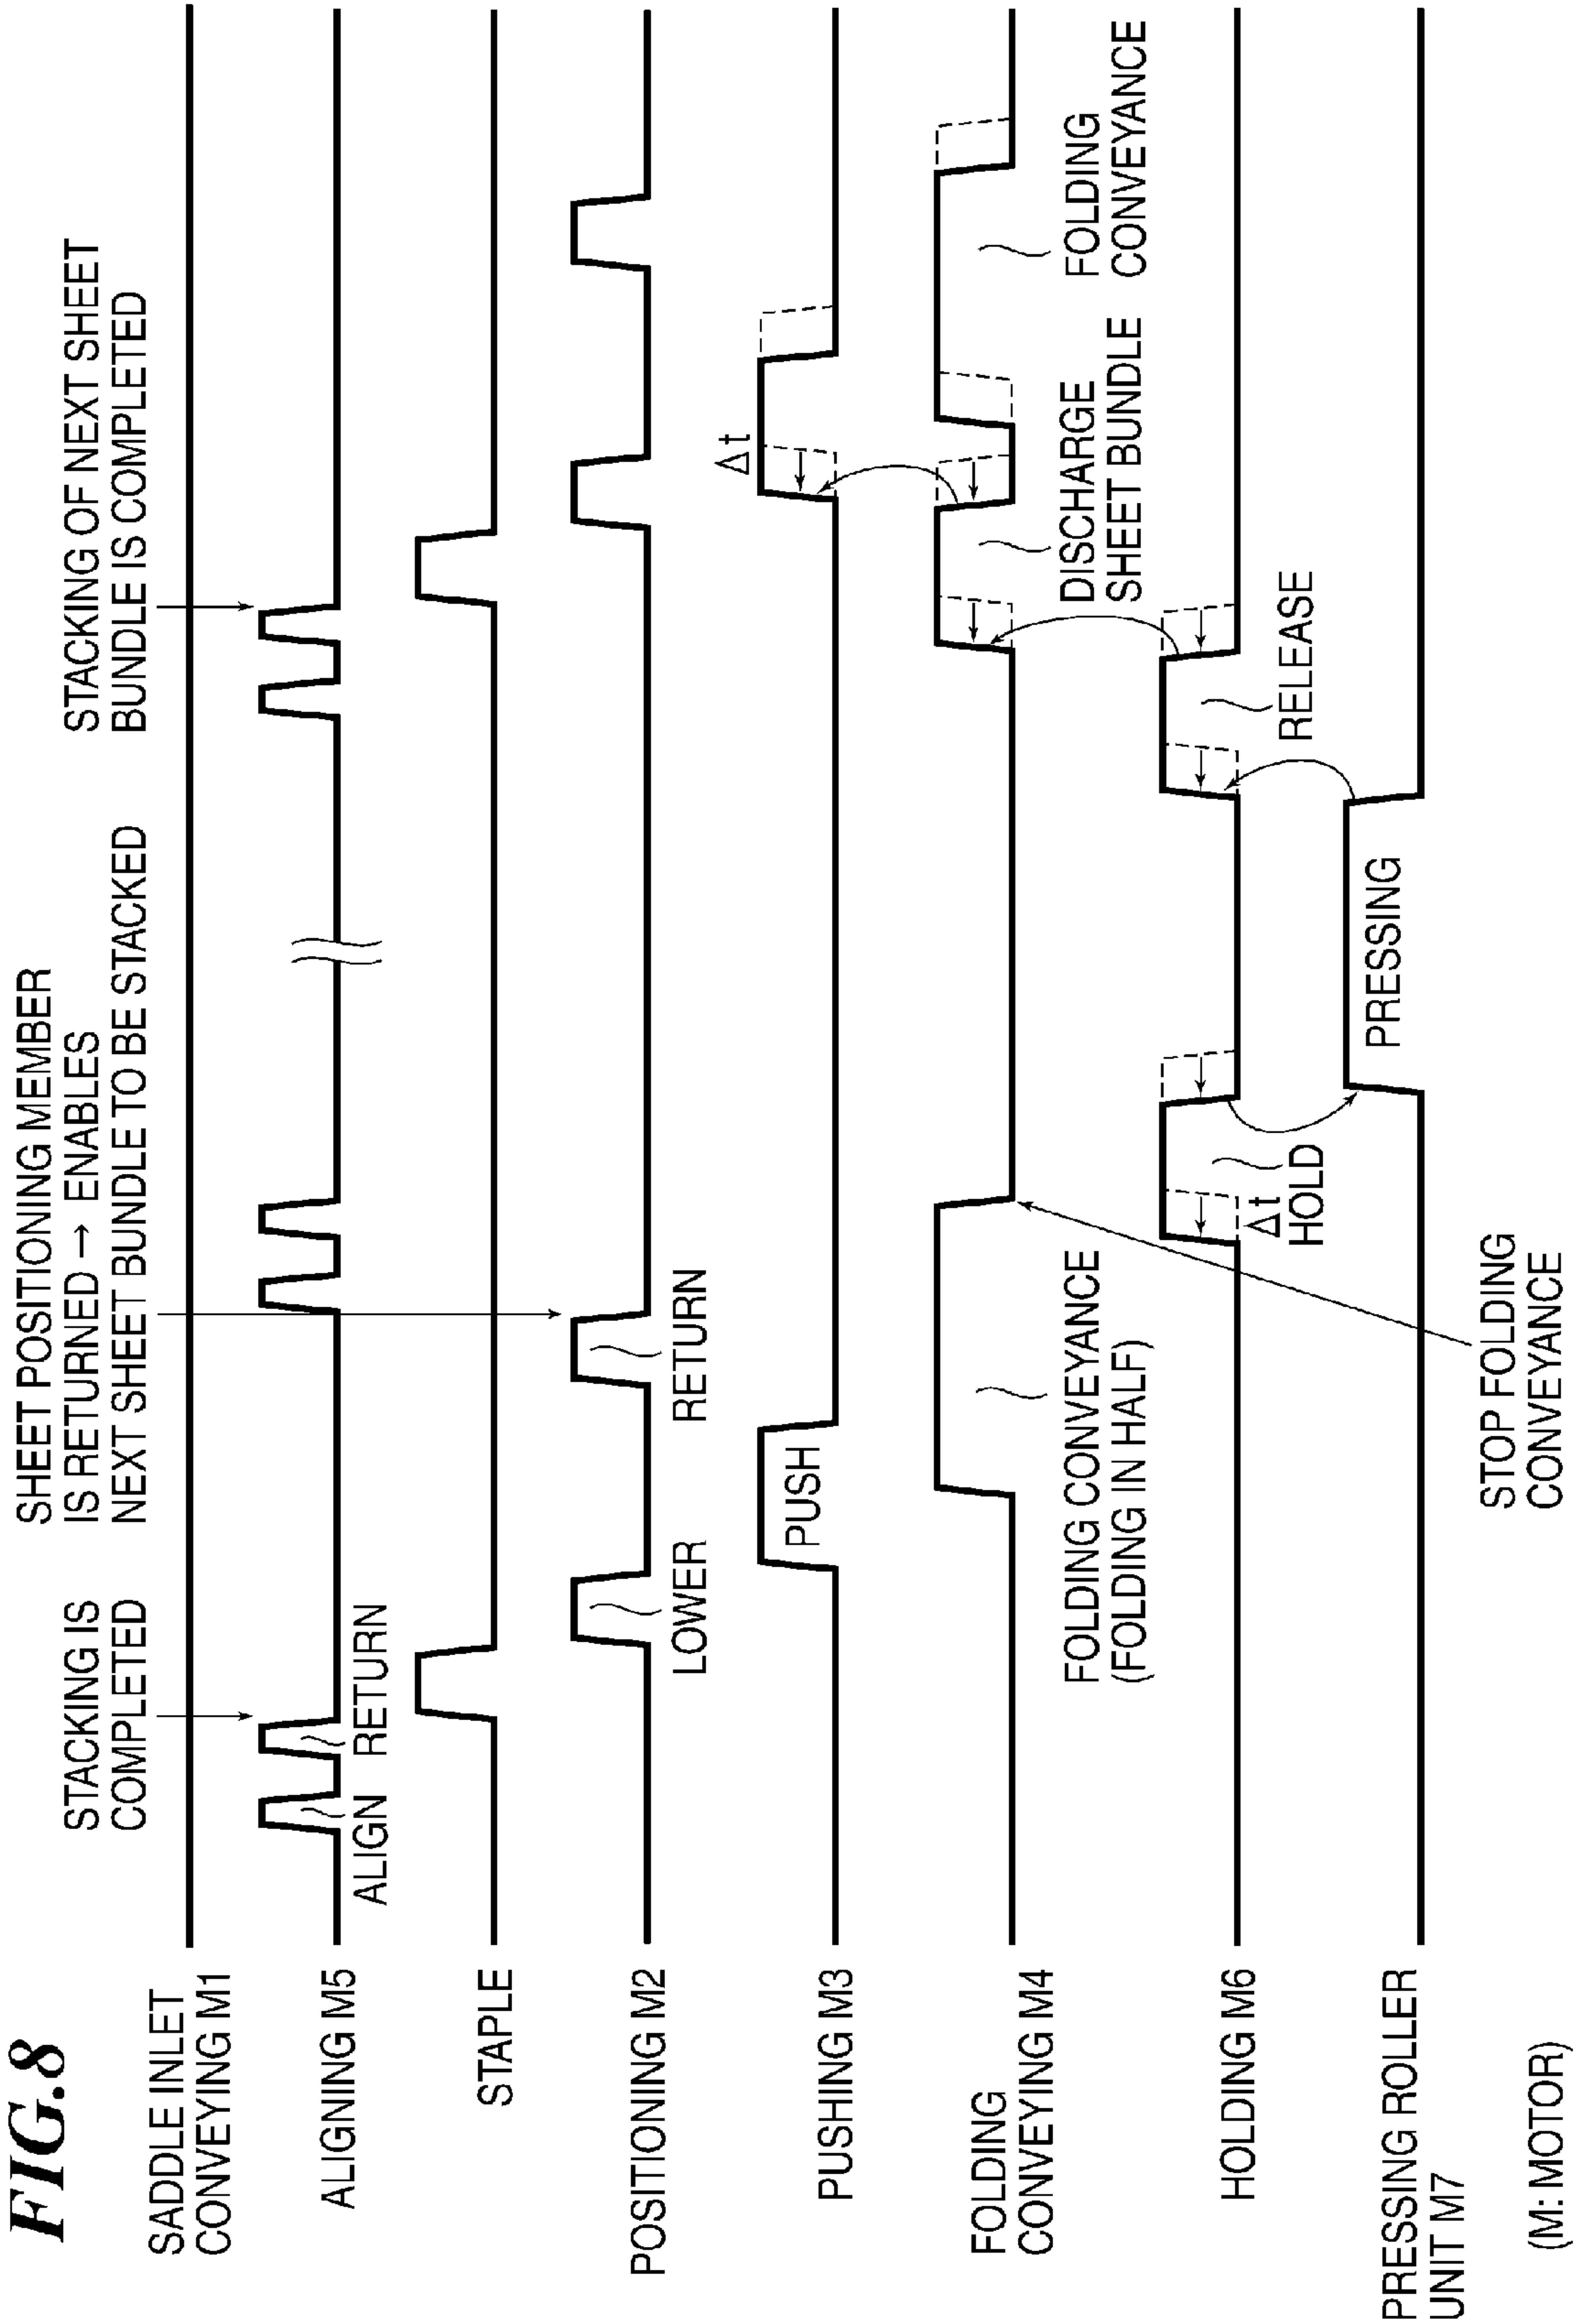 FIG.8
SHEET POSITIONING MEMBER
IS RETURNED → ENABLES
NEXT SHEET BUNDLE TO BE STACKED
STACKING IS
COMPLETED
STACKING OF NEXT SHEET
BUNDLE IS COMPLETED
SADDLE INLET
CONVEYING M1
ALIGNING M5
ALIGN
RETURN
STAPLE
POSITIONING M2
LOWER
RETURN
PUSHING M3
PUSH
Δt
FOLDING
CONVEYING M4
FOLDING CONVEYANCE
(FOLDING IN HALF)
DISCHARGE
SHEET BUNDLE
FOLDING
CONVEYANCE
HOLDING M6
Δt
HOLD
RELEASE
PRESSING ROLLER
UNIT M7
PRESSING
STOP FOLDING
CONVEYANCE
(M: MOTOR)